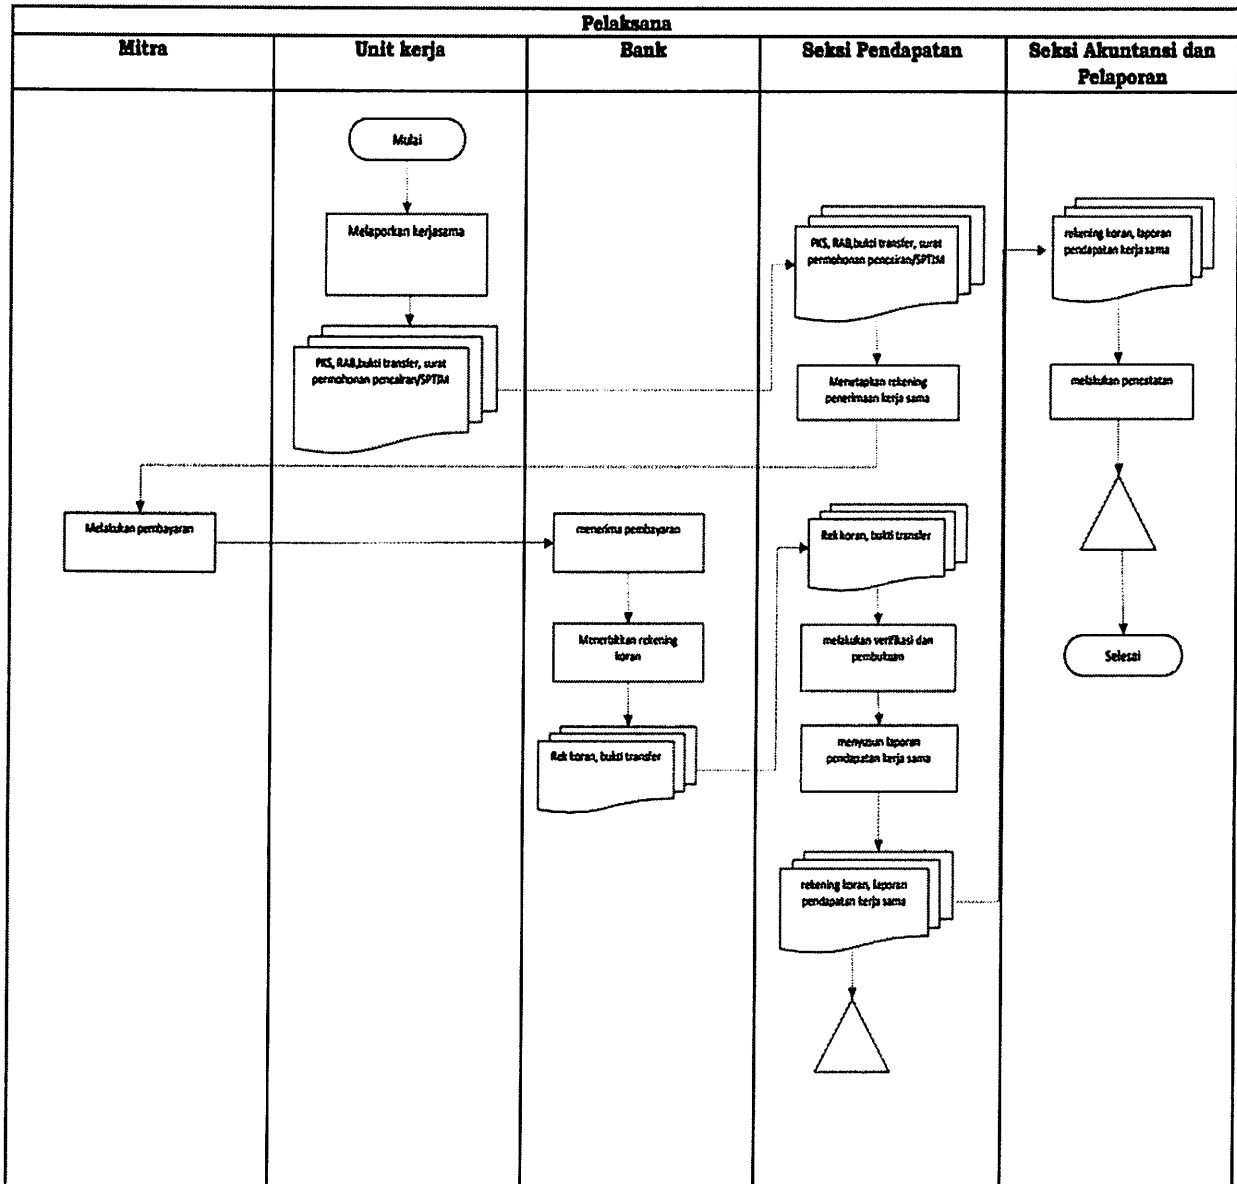 Pelaksana
Mitra
Unit kerja
Bank
Seksi Pendapatan
Seksi Akuntansi dan
Pelaporan
Mulai
Melaporkan kerjasama
PKS, RAB,bukti transfer, surat
permohonan pencairan/SPTJM
PKS, RAB,bukti transfer, surat
permohonan pencairan/SPTJM
Menetapkan rekening
penerimaan kerja sama
Melakukan pembayaran
menerima pembayaran
Menerbitkan rekening
koran
Rek koran, bukti transfer
Rek koran, bukti transfer
melakukan verifikasi dan
pembukuan
menyusun laporan
pendapatan kerja sama
rekening koran, laporan
pendapatan kerja sama
rekening koran, laporan
pendapatan kerja sama
melakukan pencatatan
Selesai